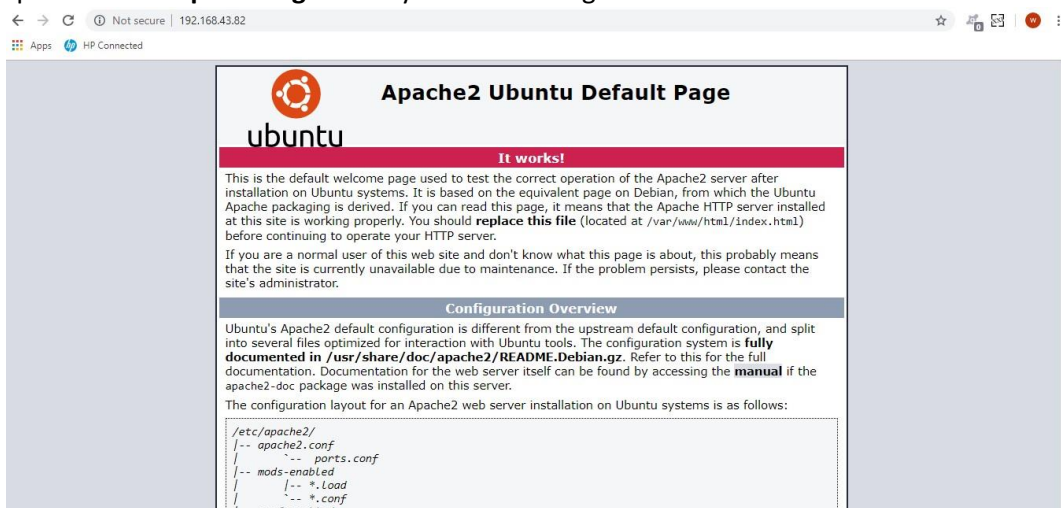 Not secure | 192.168.43.82
Apps HP Connected
ubuntu
Apache2 Ubuntu Default Page
It works!
This is the default welcome page used to test the correct operation of the Apache2 server after
installation on Ubuntu systems. It is based on the equivalent page on Debian, from which the Ubuntu
Apache packaging is derived. If you can read this page, it means that the Apache HTTP server installed
at this site is working properly. You should replace this file (located at /var/www/html/index.html)
before continuing to operate your HTTP server.
If you are a normal user of this web site and don't know what this page is about, this probably means
that the site is currently unavailable due to maintenance. If the problem persists, please contact the
site's administrator.
Configuration Overview
Ubuntu's Apache2 default configuration is different from the upstream default configuration, and split
into several files optimized for interaction with Ubuntu tools. The configuration system is fully
documented in /usr/share/doc/apache2/README.Debian.gz. Refer to this for the full
documentation. Documentation for the web server itself can be found by accessing the manual if the
apache2-doc package was installed on this server.
The configuration layout for an Apache2 web server installation on Ubuntu systems is as follows:
/etc/apache2/
|-- apache2.conf
|       `--  ports.conf
|-- mods-enabled
|       |-- *.load
|       `-- *.conf